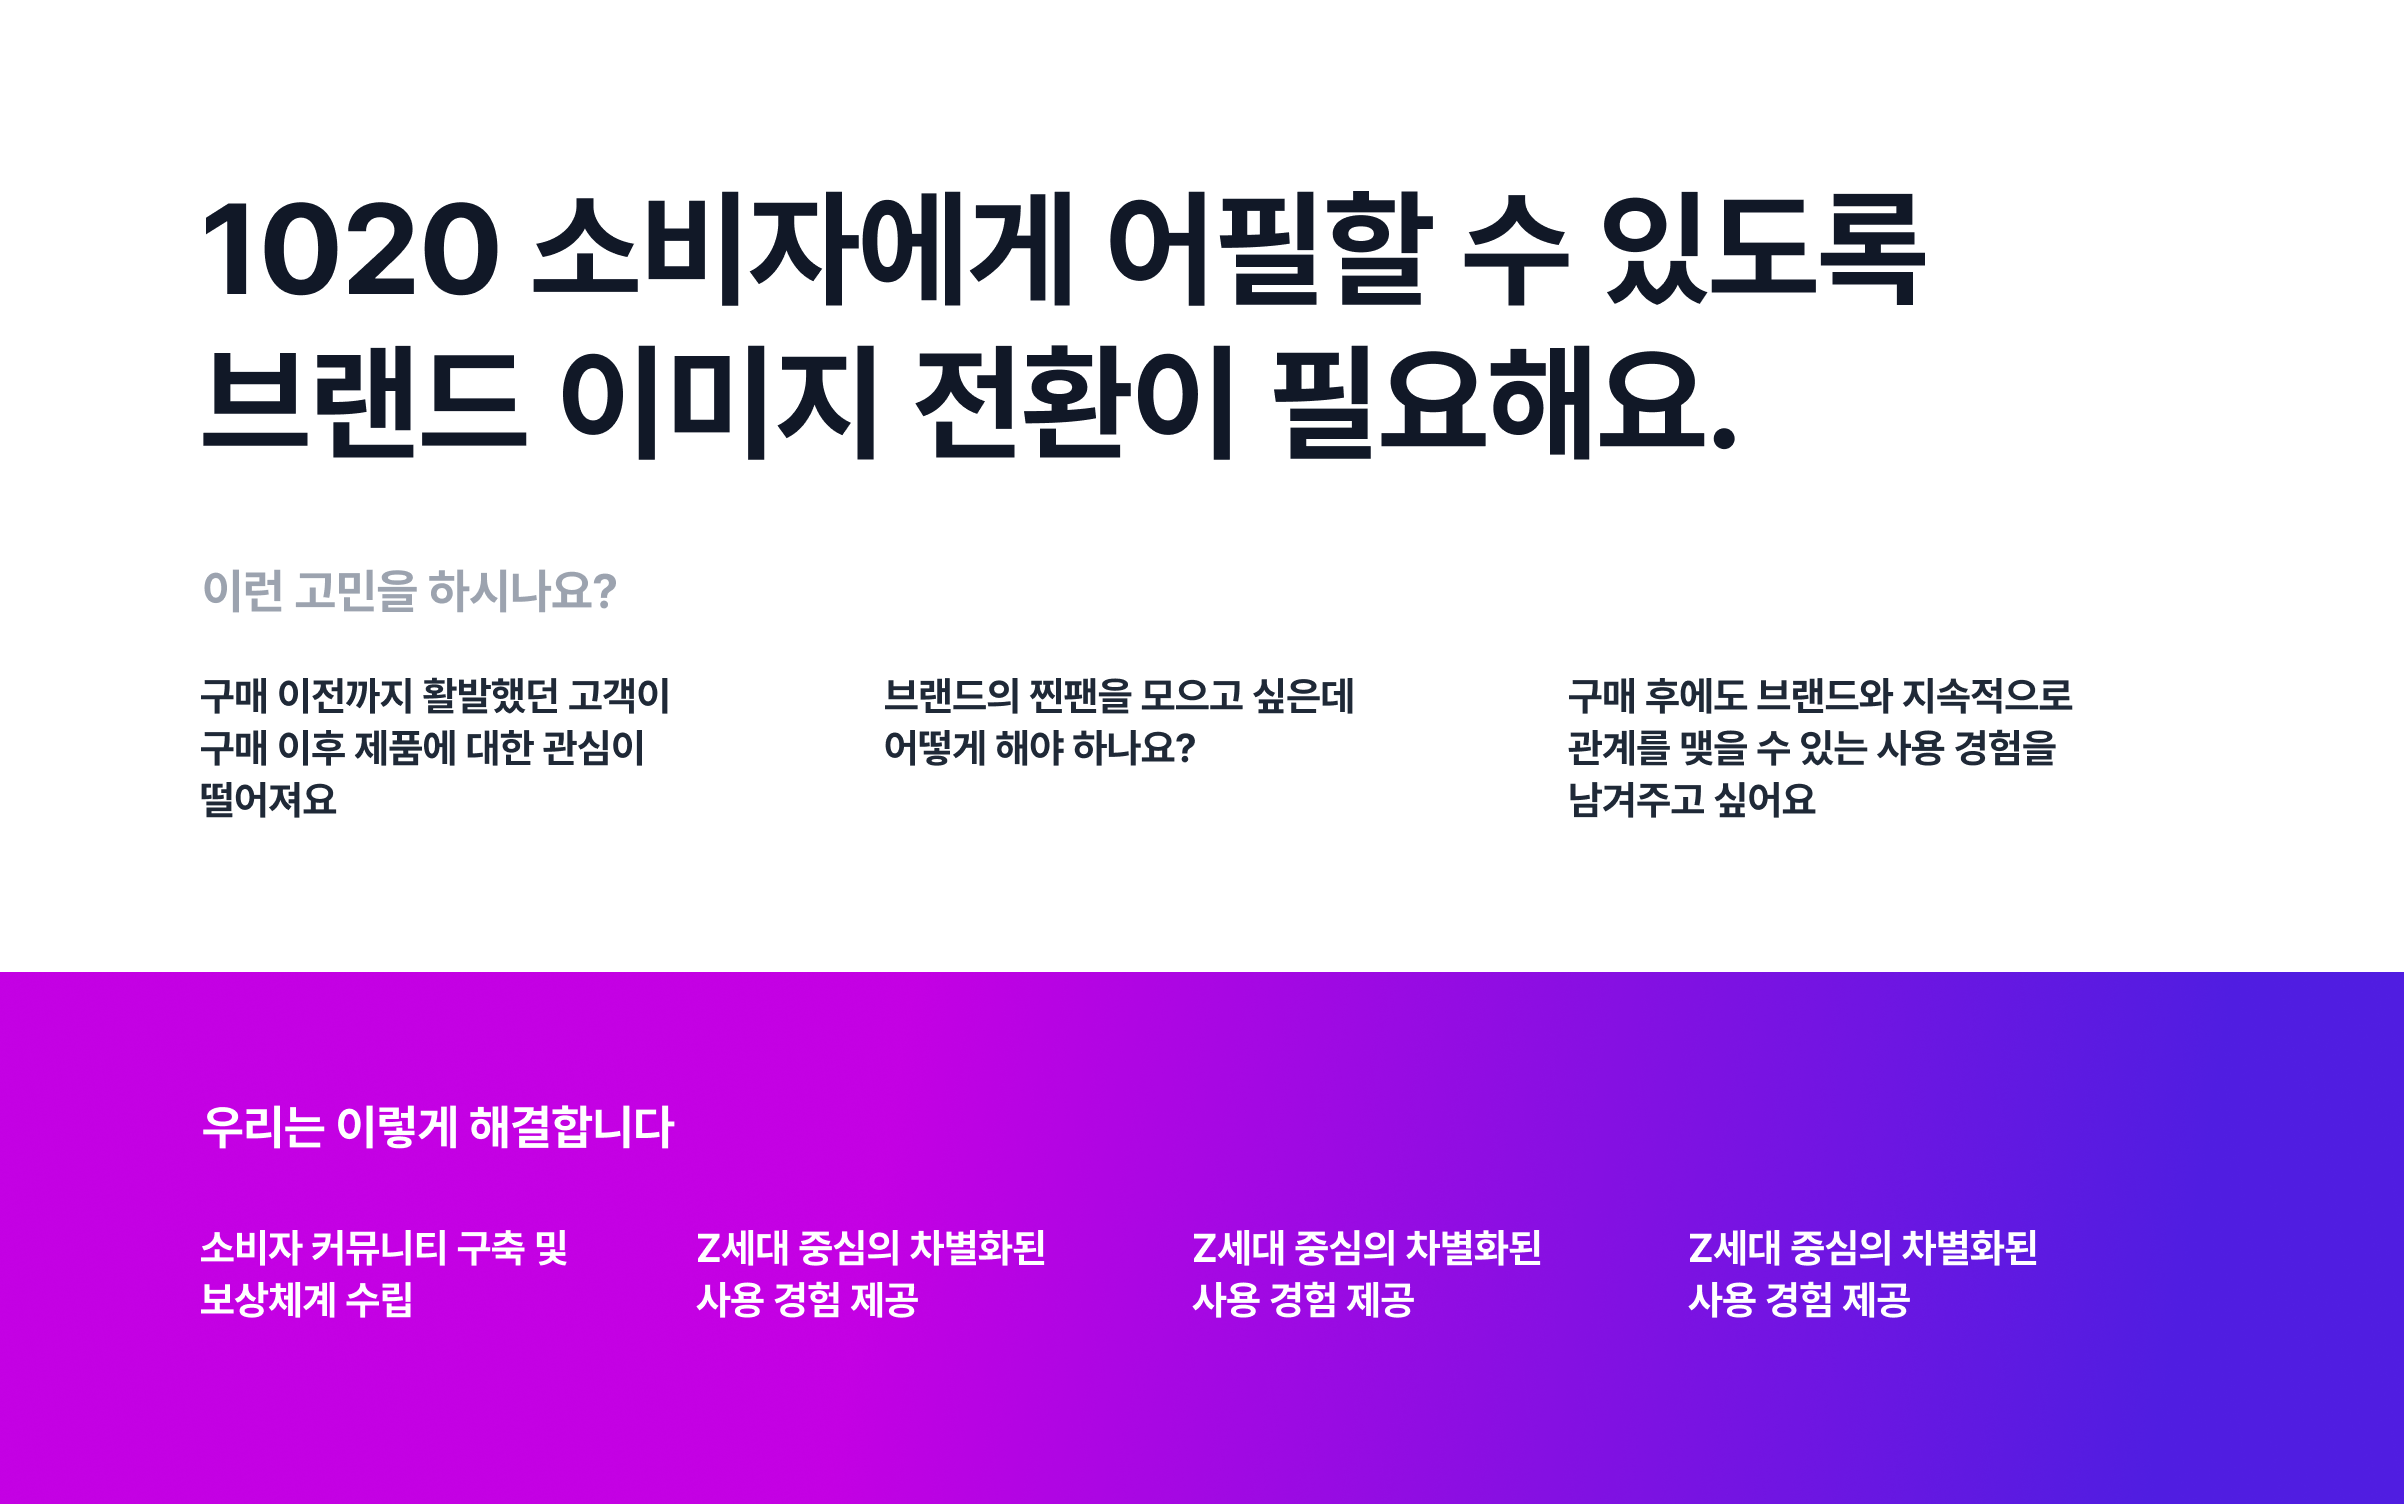 1020 소비자에게 어필할 수 있도록
브랜드 이미지 전환이 필요해요.
이런 고민을 하시나요?
구매 이전까지 활발했던 고객이
구매 이후 제품에 대한 관심이
떨어져요
브랜드의 찐팬을 모으고 싶은데
어떻게 해야 하나요?
구매 후에도 브랜드와 지속적으로
관계를 맺을 수 있는 사용 경험을
남겨주고 싶어요
우리는 이렇게 해결합니다
소비자 커뮤니티 구축 및
보상체계 수립
Z세대 중심의 차별화된
사용 경험 제공
Z세대 중심의 차별화된
사용 경험 제공
Z세대 중심의 차별화된
사용 경험 제공